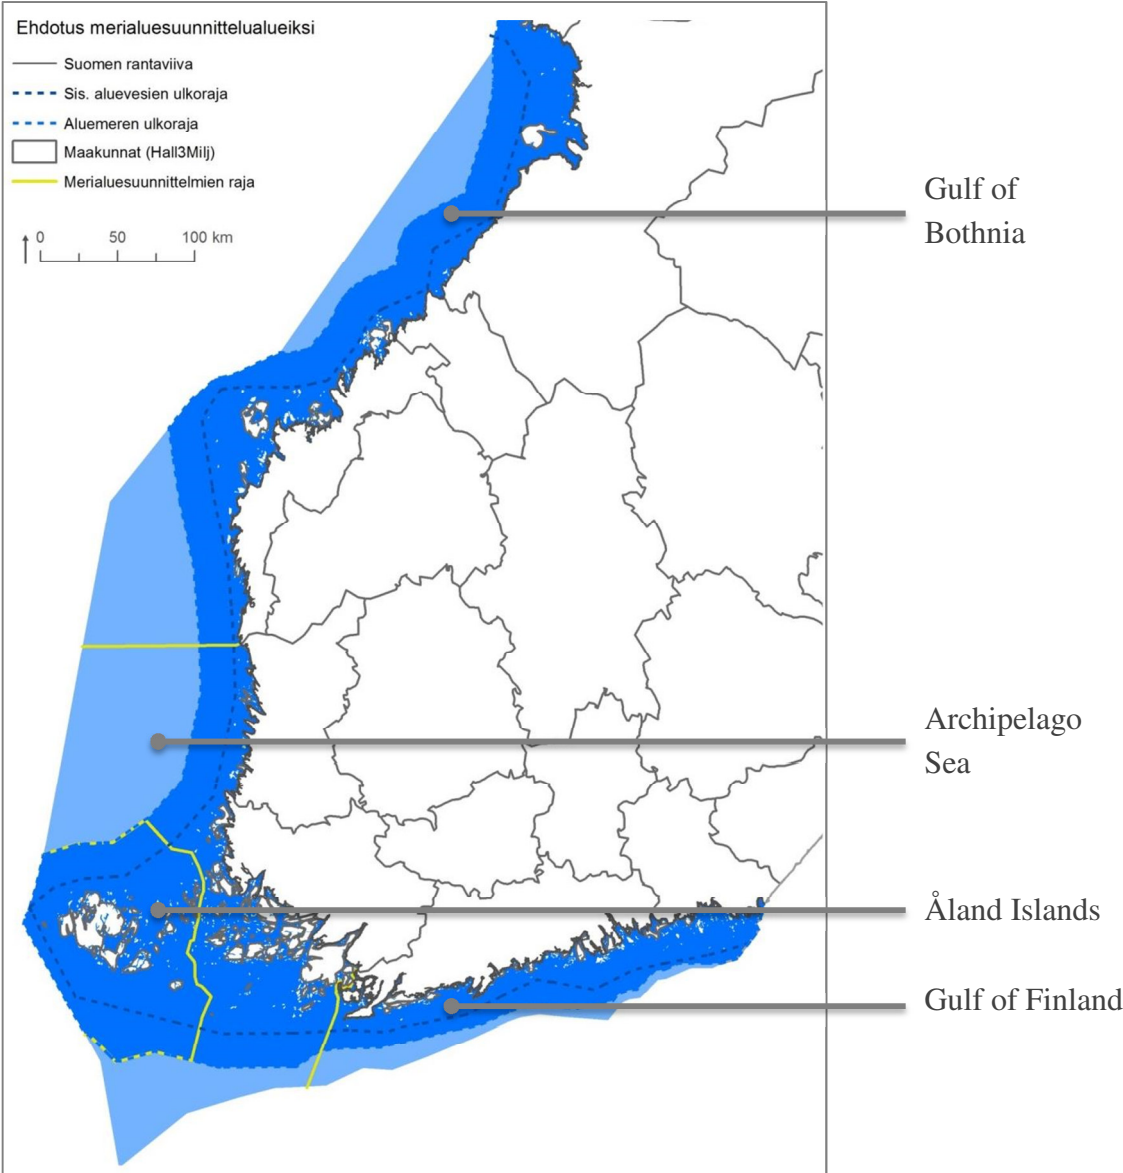 Ehdotus merialuesuunnittelualueiksi
Suomen rantaviiva
Sis. aluevesien ulkoraja
Aluemeren ulkoraja
Maakunnat (Hall3Milj)
Merialuesuunnittelmien raja
0 50 100 km
Gulf of
Bothnia
Archipelago
Sea
Åland Islands
Gulf of Finland